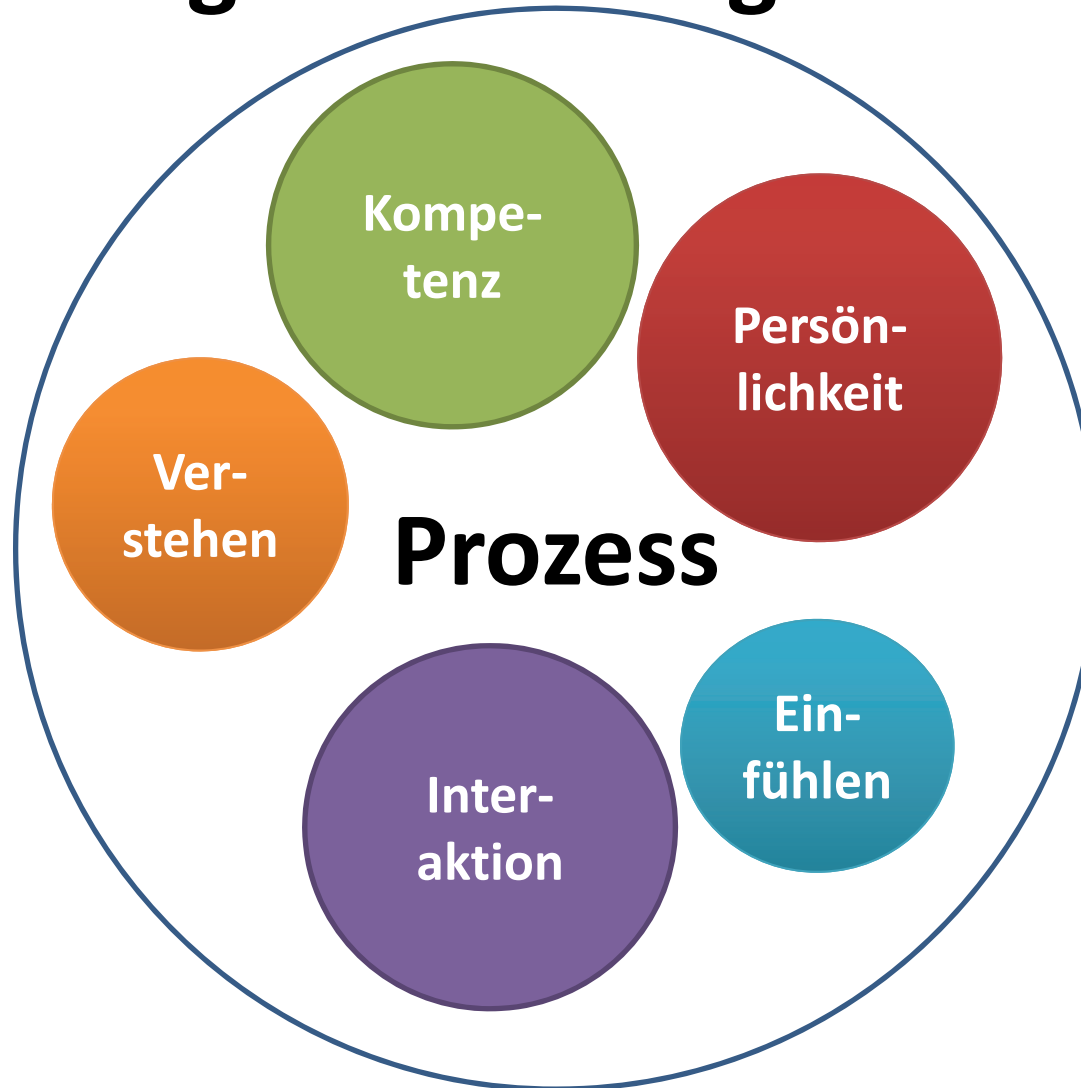 Kompe-
tenz
Persön-
lichkeit
Ver-
stehen
Prozess
Ein-
fühlen
Inter-
aktion